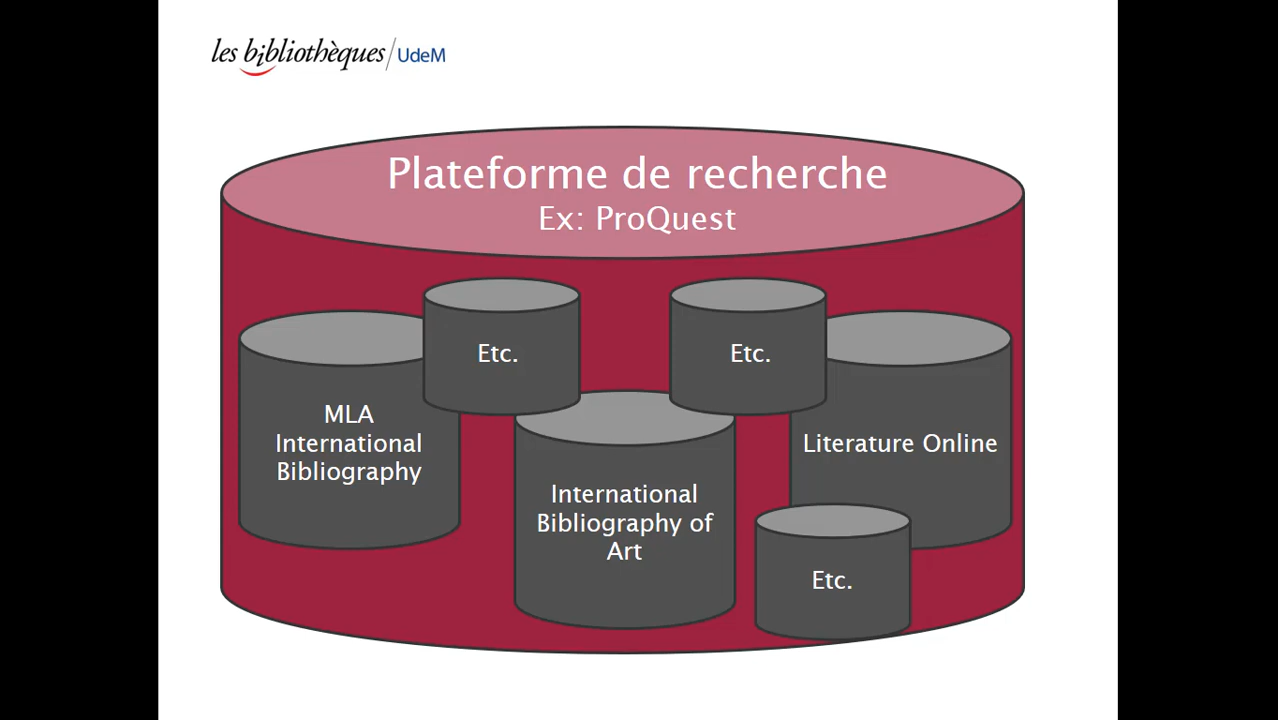 les bibliothèques/UdeM
Plateforme de recherche
Ex: ProQuest
Etc.
Etc.
MLA
International
Bibliography
Literature Online
International
Bibliography of
Art
Etc.